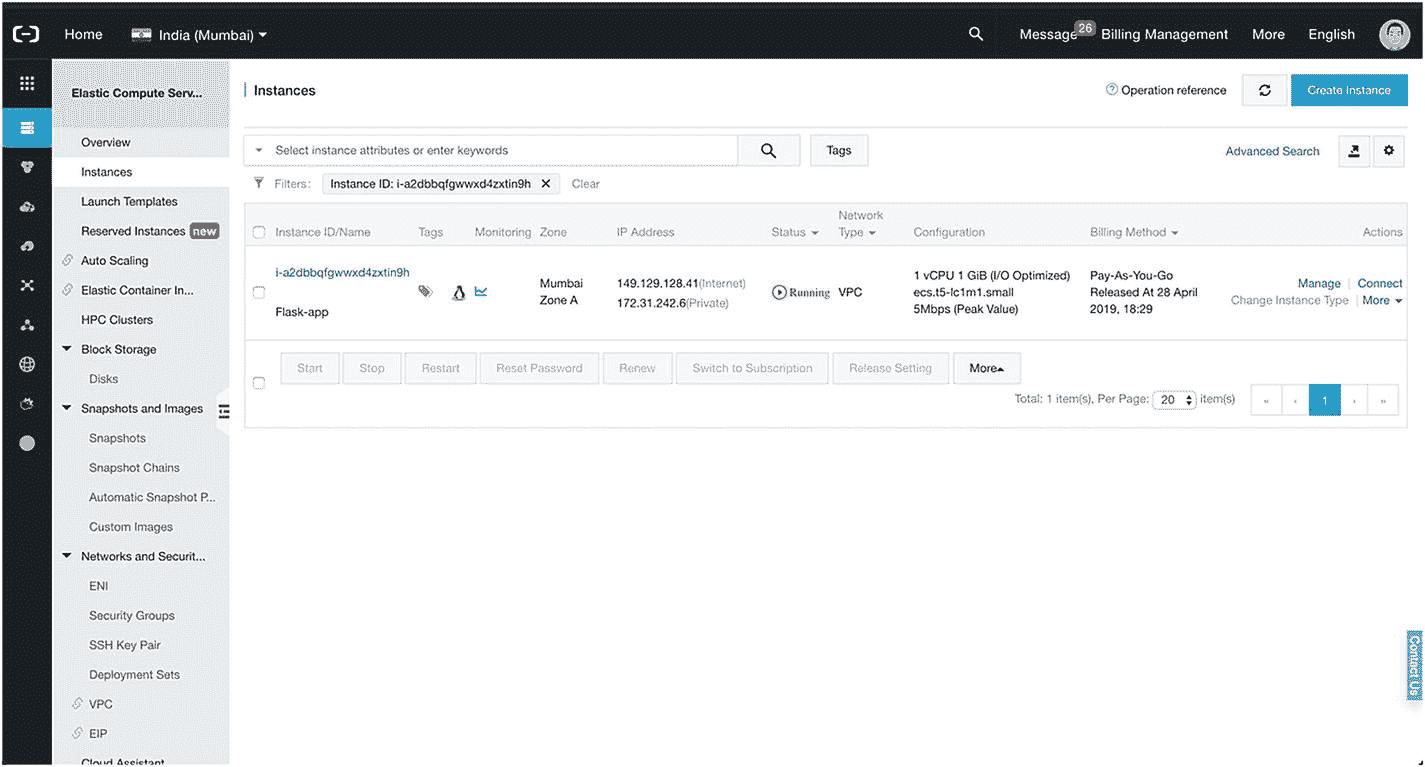 Home
India (Mumbai)
Message 26
Billing Management
More
English
Elastic Compute Serv...
Overview
Instances
Launch Templates
Reserved Instances new
Auto Scaling
Elastic Container In...
HPC Clusters
Block Storage
Disks
Snapshots and Images
Snapshots
Snapshot Chains
Automatic Snapshot P...
Custom Images
Networks and Securit...
ENI
Security Groups
SSH Key Pair
Deployment Sets
VPC
EIP
Cloud Assistant
Instances
Operation reference
Create Instance
Select instance attributes or enter keywords
Tags
Advanced Search
Filters:
Instance ID: i-a2dbbqfgwwxd4zxtin9h
Clear
Instance ID/Name
Tags
Monitoring
Zone
IP Address
Status
Network
Type
Configuration
Billing Method
Actions
i-a2dbbqfgwwxd4zxtin9h
Flask-app
Mumbai
Zone A
149.129.128.41(Internet)
172.31.242.6(Private)
Running
VPC
1 vCPU 1 GiB (I/O Optimized)
ecs.t5-lc1m1.small
5Mbps (Peak Value)
Pay-As-You-Go
Released At 28 April
2019, 18:29
Manage | Connect
Change Instance Type | More
Start
Stop
Restart
Reset Password
Renew
Switch to Subscription
Release Setting
More
Total: 1 item(s), Per Page: 20 item(s)
« ‹ 1 › »
Contact Us